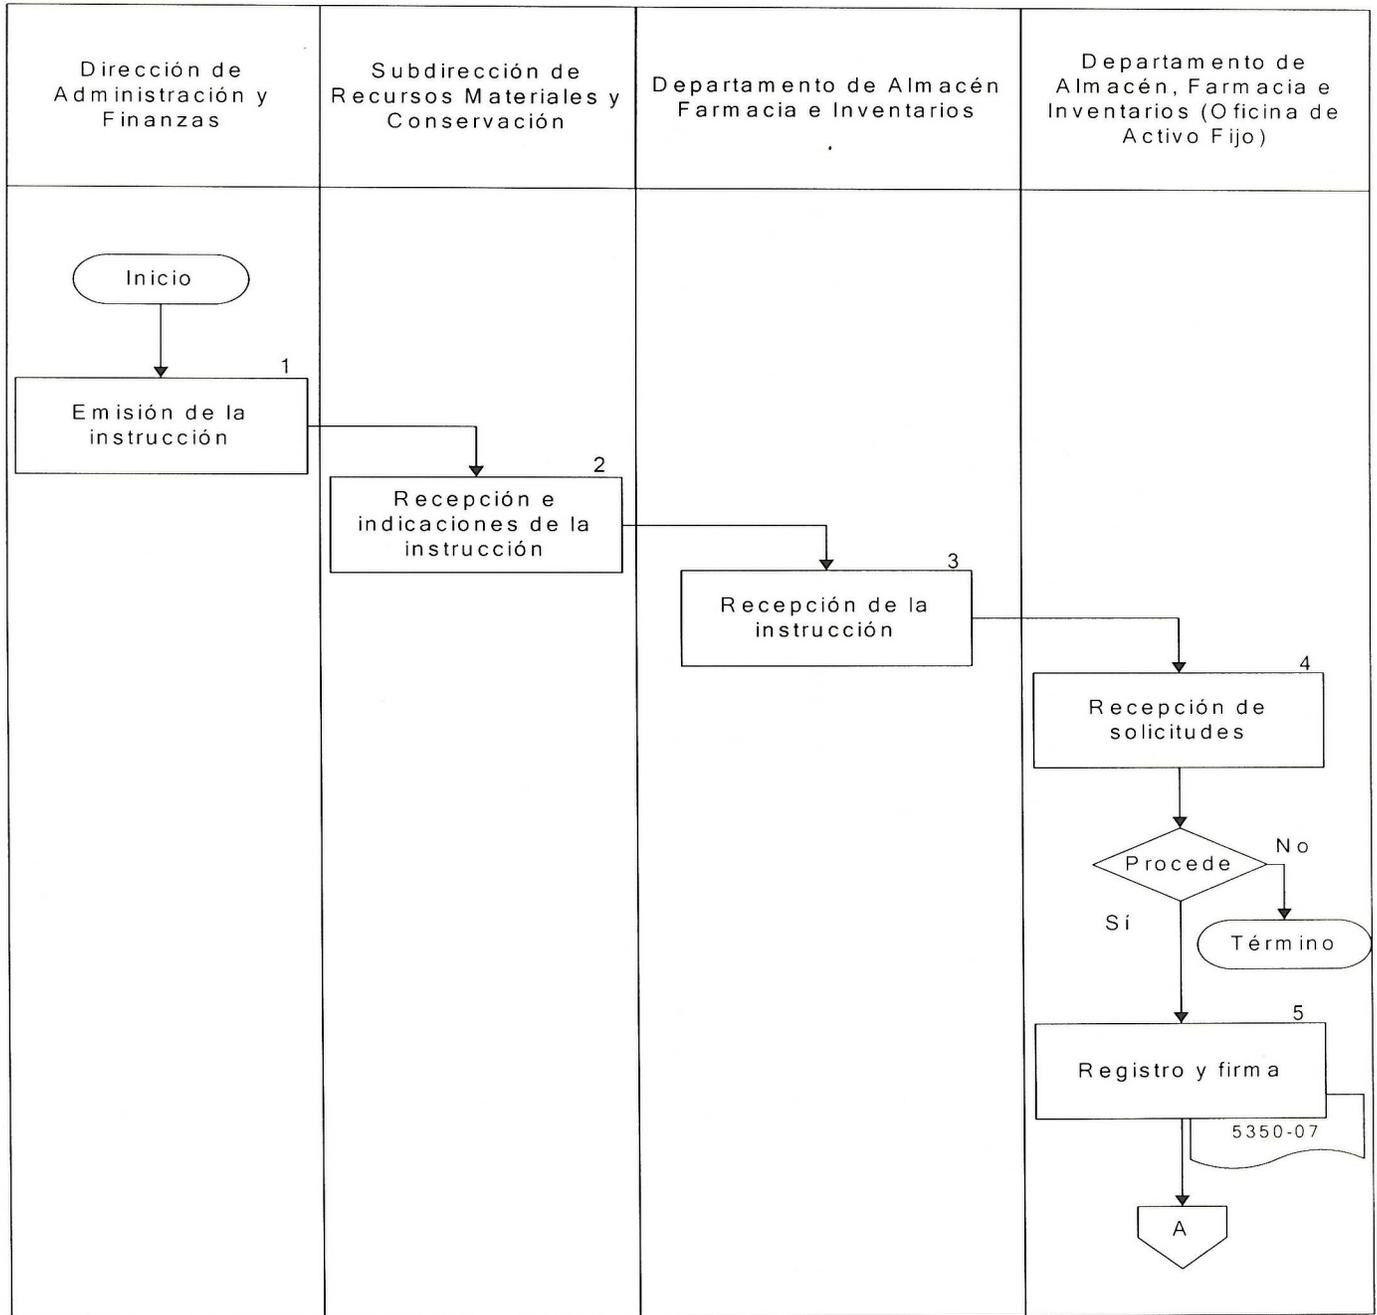 Dirección de
Administración y
Finanzas
Subdirección de
Recursos Materiales y
Conservación
Departamento de Almacén
Farmacia e Inventarios
Departamento de
Almacén, Farmacia e
Inventarios (Oficina de
Activo Fijo)
Inicio
1
Emisión de la
instrucción
2
Recepción e
indicaciones de la
instrucción
3
Recepción de la
instrucción
4
Recepción de
solicitudes
Procede
No
Sí
Término
5
Registro y firma
5350-07
A